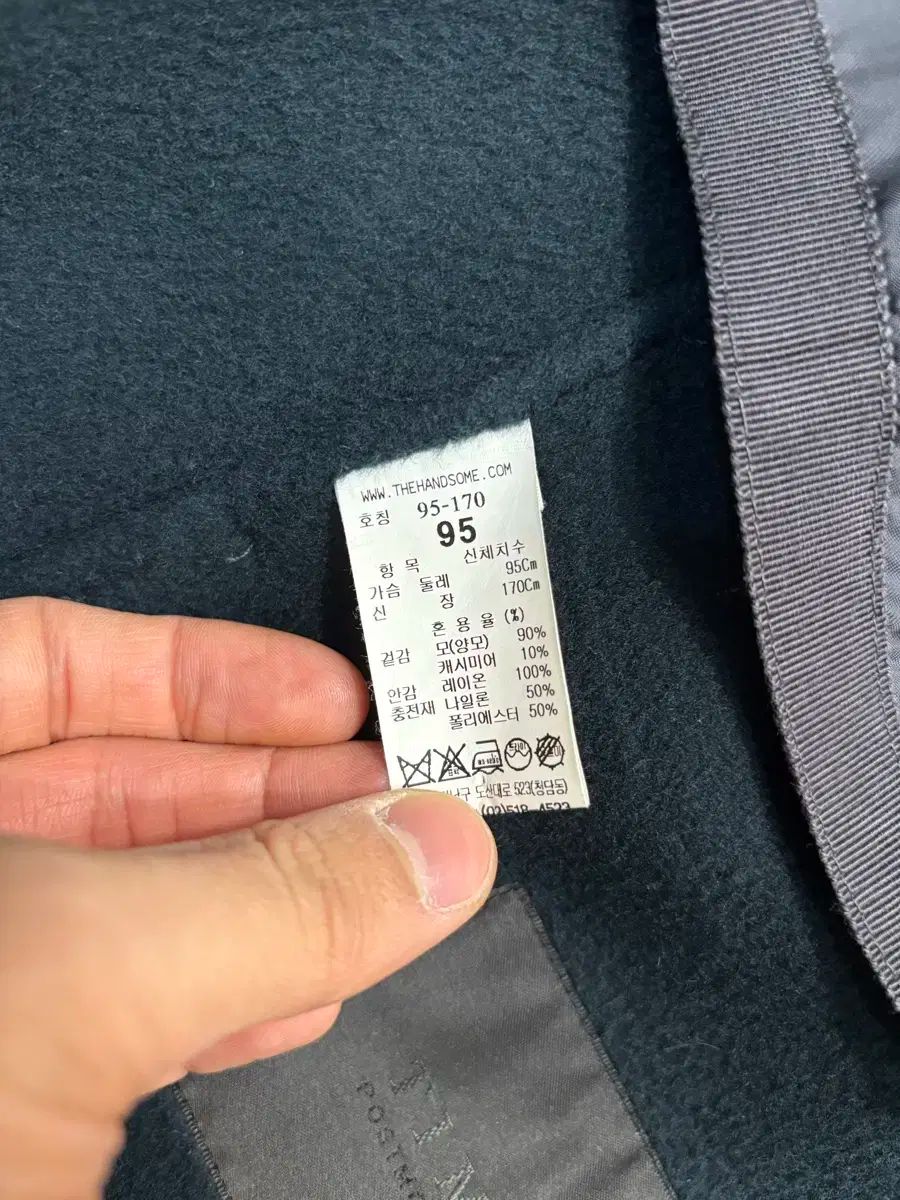 WWW.THEHANDSOME.COM
호칭 95-170
95
항 목 신체치수
가슴 둘레 95Cm
신 장 170Cm
혼 용 율 (%)
겉감 모(양모) 90%
캐시미어 10%
안감 레이온 100%
충전재 나일론 50%
폴리에스터 50%
도산대로 523(청담동)
(02)518-4523